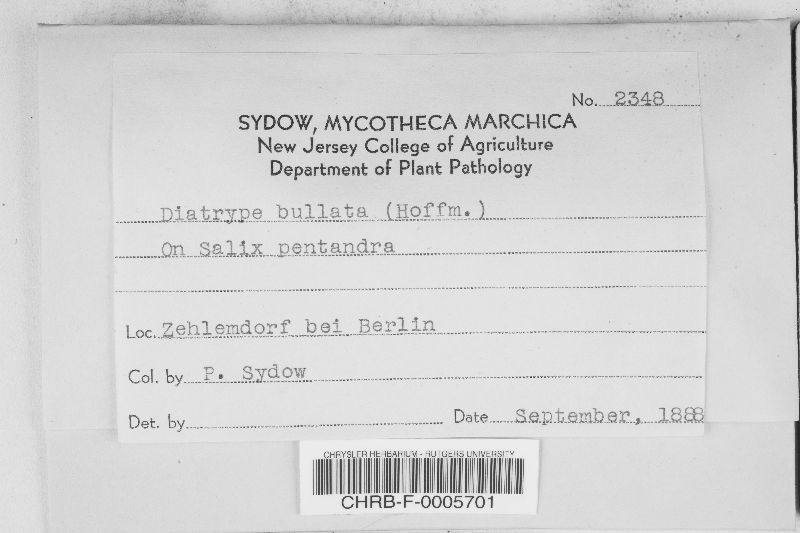 No. 2348
SYDOW, MYCOTHECA MARCHICA
New Jersey College of Agriculture
Department of Plant Pathology
Diatrype bullata (Hoffm.)
On Salix pentandra
Loc. Zehlemdorf bei Berlin
Col. by P. Sydow
Det. by
Date September, 1888
CHRYSLER HERBARIUM - RUTGERS UNIVERSITY
CHRB-F-0005701